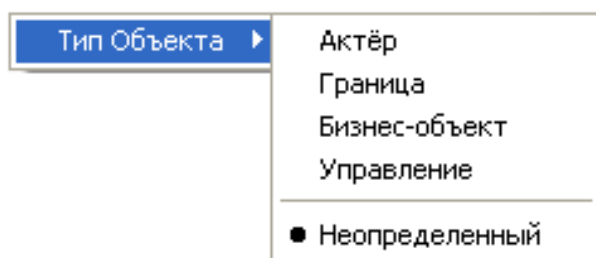 Тип Объекта
Актёр
Граница
Бизнес-объект
Управление
Неопределенный